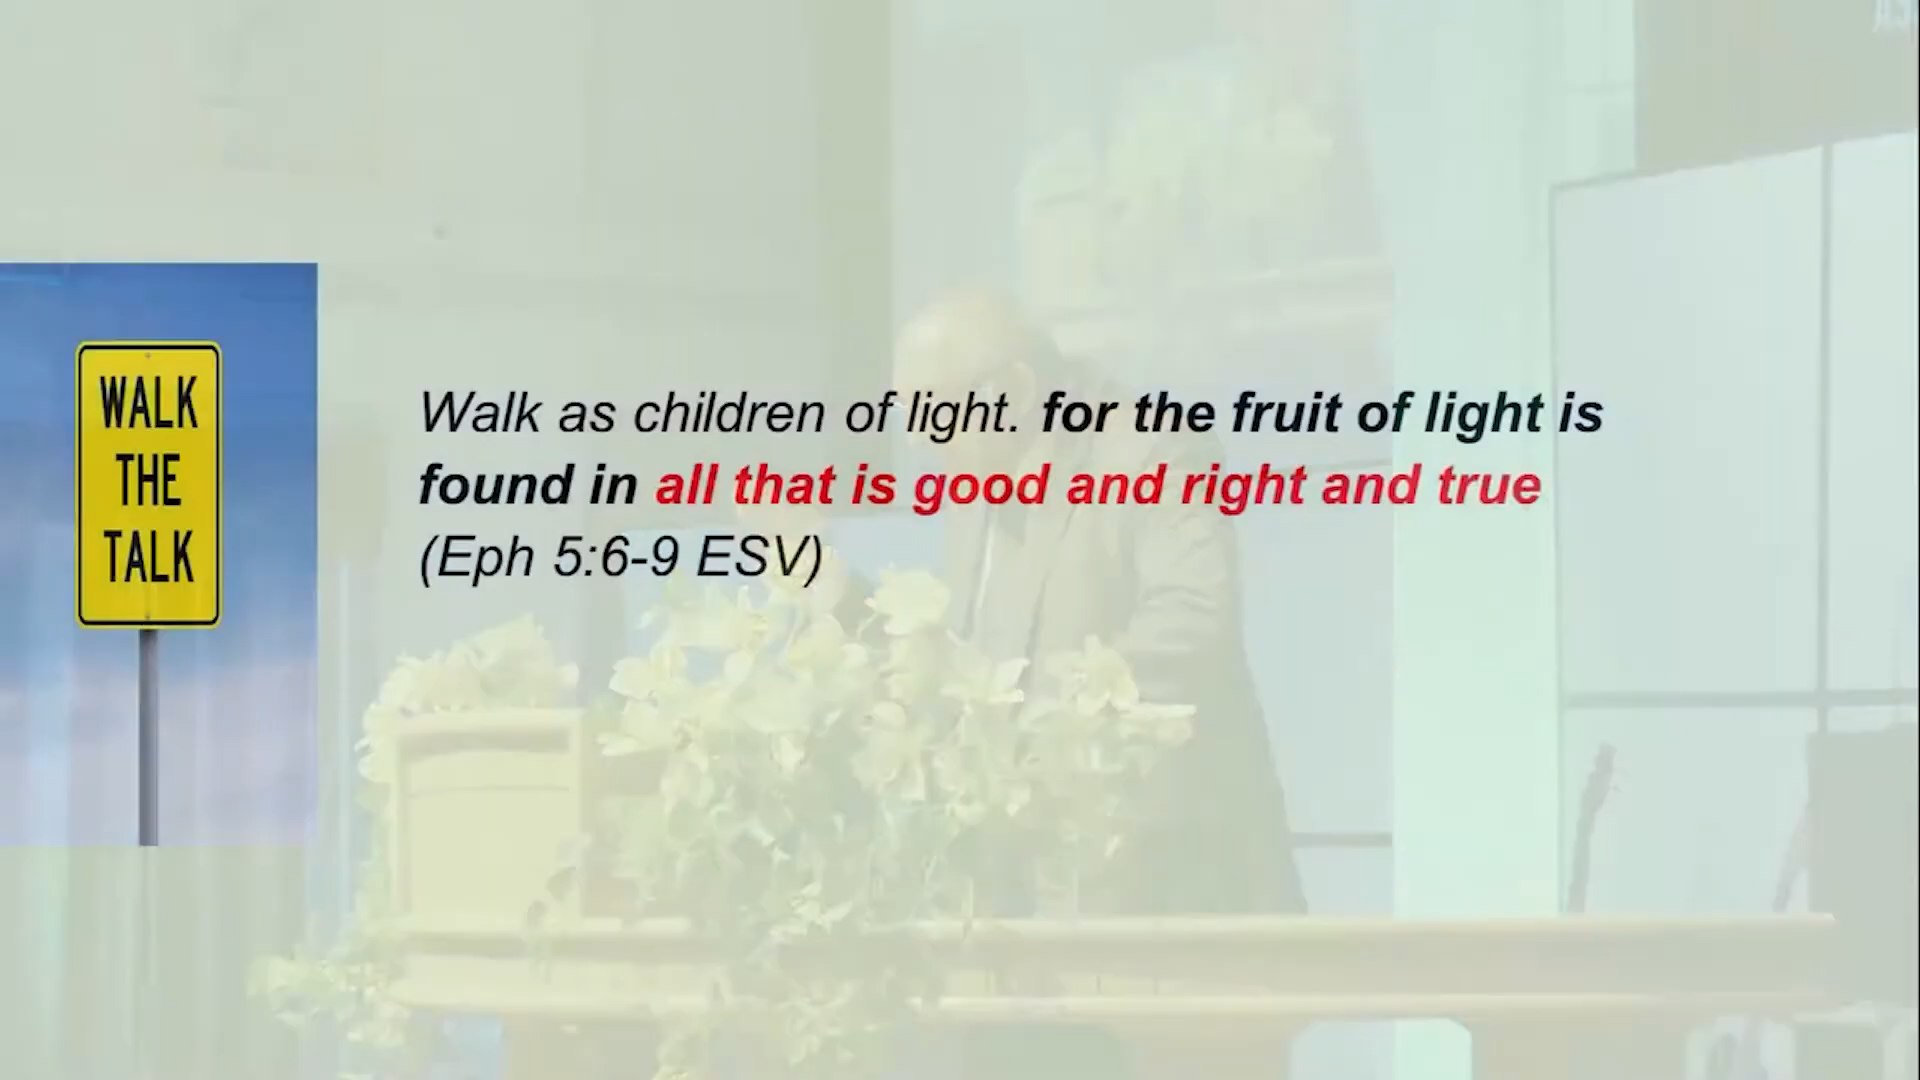 WALK
THE
TALK
Walk as children of light. for the fruit of light is
found in all that is good and right and true
(Eph 5:6-9 ESV)